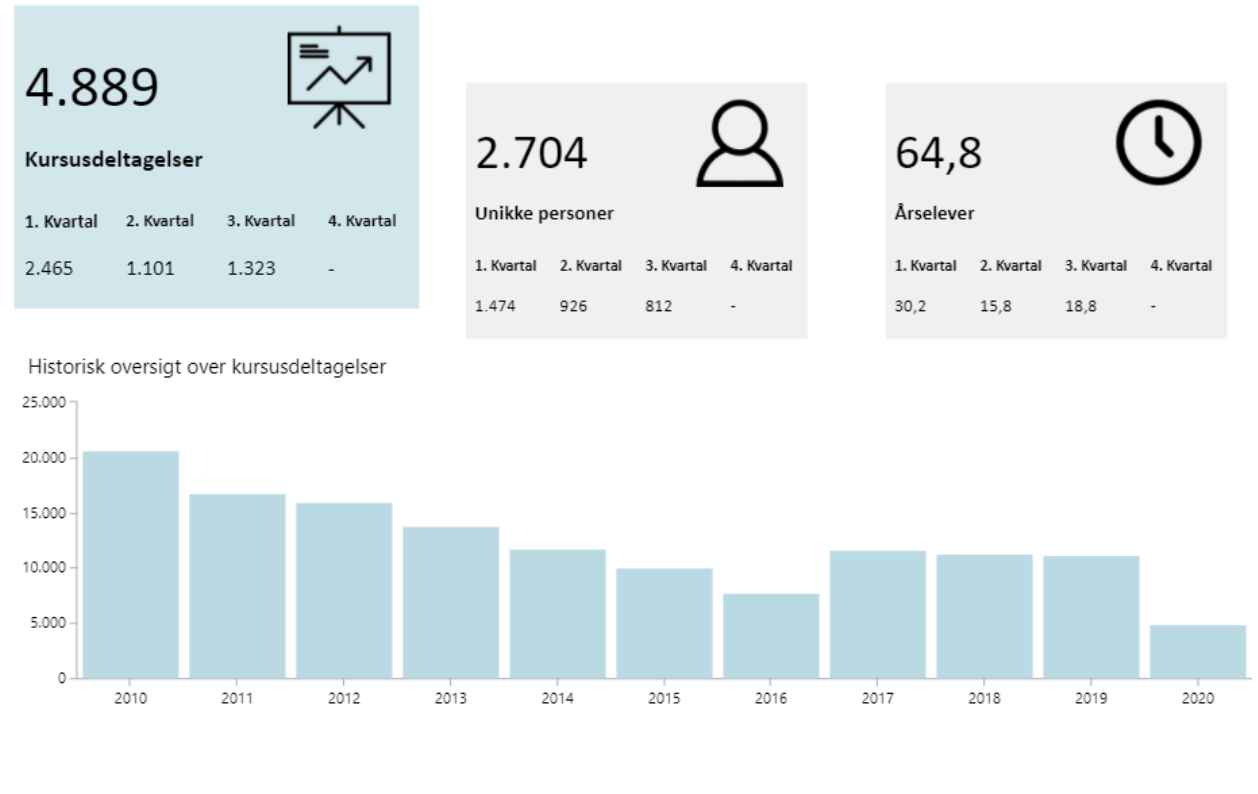 4.889
Kursusdeltagelser
1. Kvartal 2. Kvartal 3. Kvartal 4. Kvartal
2.465 1.101 1.323 -
2.704
Unikke personer
1. Kvartal 2. Kvartal 3. Kvartal 4. Kvartal
1.474 926 812 -
64,8
Årselever
1. Kvartal 2. Kvartal 3. Kvartal 4. Kvartal
30,2 15,8 18,8 -
Historisk oversigt over kursusdeltagelser
25.000
20.000
15.000
10.000
5.000
0
2010 2011 2012 2013 2014 2015 2016 2017 2018 2019 2020